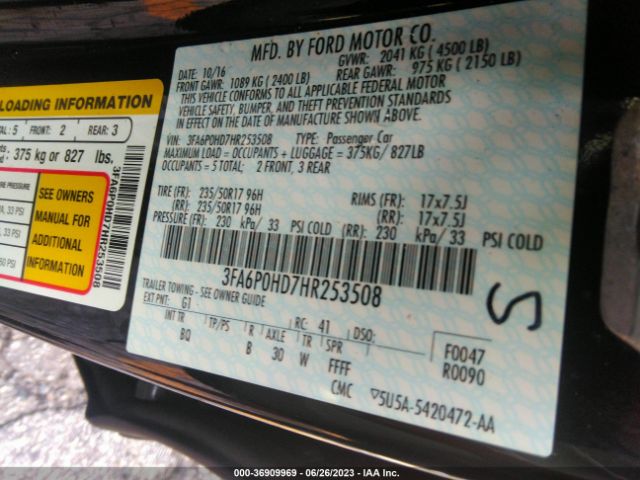 LOADING INFORMATION
: 5 FRONT: 2 REAR: 3
375 kg or 827 lbs.
SEE OWNERS
MANUAL FOR
ADDITIONAL
INFORMATION
33 PSI
33 PSI
60 PSI
3FA6P0HD7HR253508
MFD. BY FORD MOTOR CO.
DATE: 10/16 GVWR: 2041 KG ( 4500 LB)
FRONT GAWR: 1089 KG ( 2400 LB) REAR GAWR: 975 KG ( 2150 LB)
THIS VEHICLE CONFORMS TO ALL APPLICABLE FEDERAL MOTOR
VEHICLE SAFETY, BUMPER, AND THEFT PREVENTION STANDARDS
IN EFFECT ON THE DATE OF MANUFACTURE SHOWN ABOVE.
VIN: 3FA6P0HD7HR253508 TYPE: Passenger Car
MAXIMUM LOAD = OCCUPANTS + LUGGAGE = 375KG/ 827LB
OCCUPANTS = 5 TOTAL: 2 FRONT, 3 REAR
TIRE (FR): 235/50R17 96H RIMS (FR): 17x7.5J
(RR): 235/50R17 96H (RR): 17x7.5J
PRESSURE (FR): 230 kPa/ 33 (RR): 230 kPa/ 33 PSI COLD
PSI COLD
3FA6P0HD7HR253508
S
TRAILER TOWING - SEE OWNER GUIDE
EXT PNT: G1 RC: 41 DSO: F0047
INT TR TP/PS R AXLE TR SPR R0090
BQ B 30 W FFFF
CMC ▽5U5A-5420472-AA
000-36909969 - 06/26/2023 - IAA Inc.